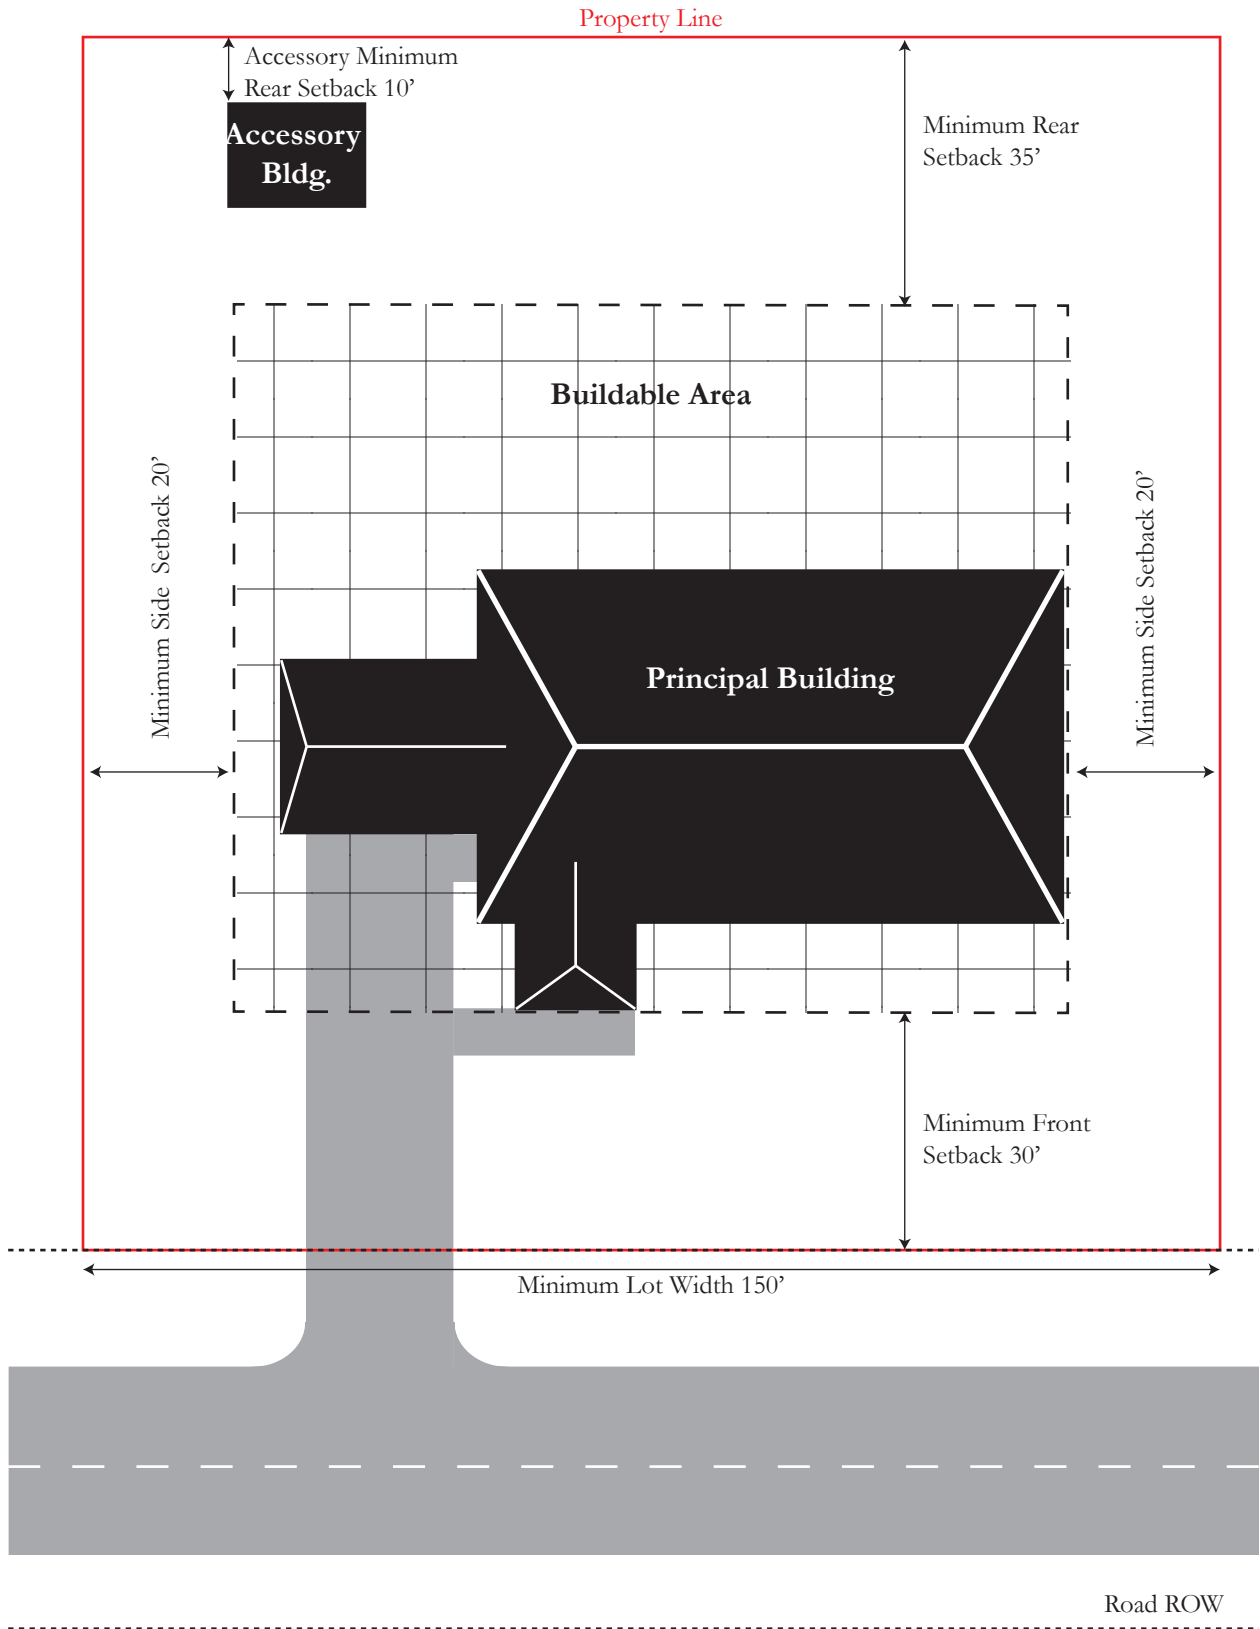 Property Line
Accessory Minimum
Rear Setback 10’
Accessory
Bldg.
Minimum Rear
Setback 35’
Buildable Area
Minimum Side  Setback 20’
Minimum Side Setback 20’
Principal Building
Minimum Front
Setback 30’
Minimum Lot Width 150’
Road ROW